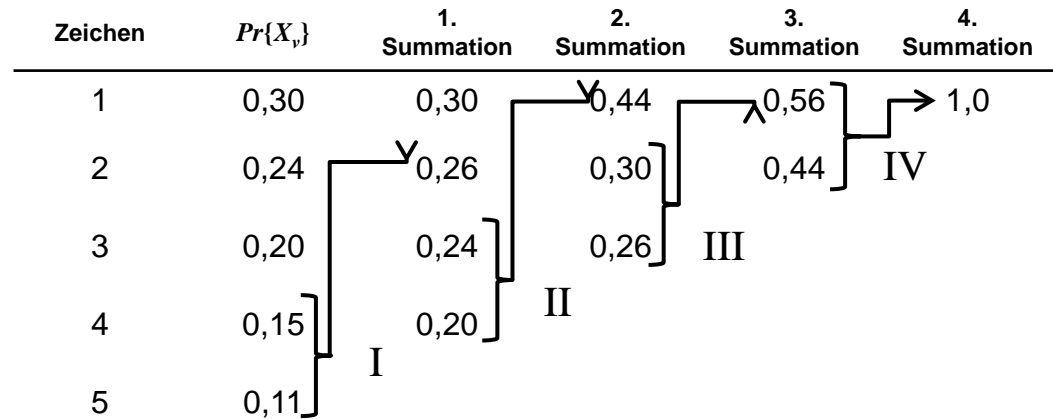 Zeichen Pr{Xᵥ} 1. Summation 2. Summation 3. Summation 4. Summation
1 0,30 0,30 0,44 0,56 1,0
2 0,24 0,26 0,30 0,44 IV
3 0,20 0,24 0,26 III
4 0,15 0,20 II
I
5 0,11